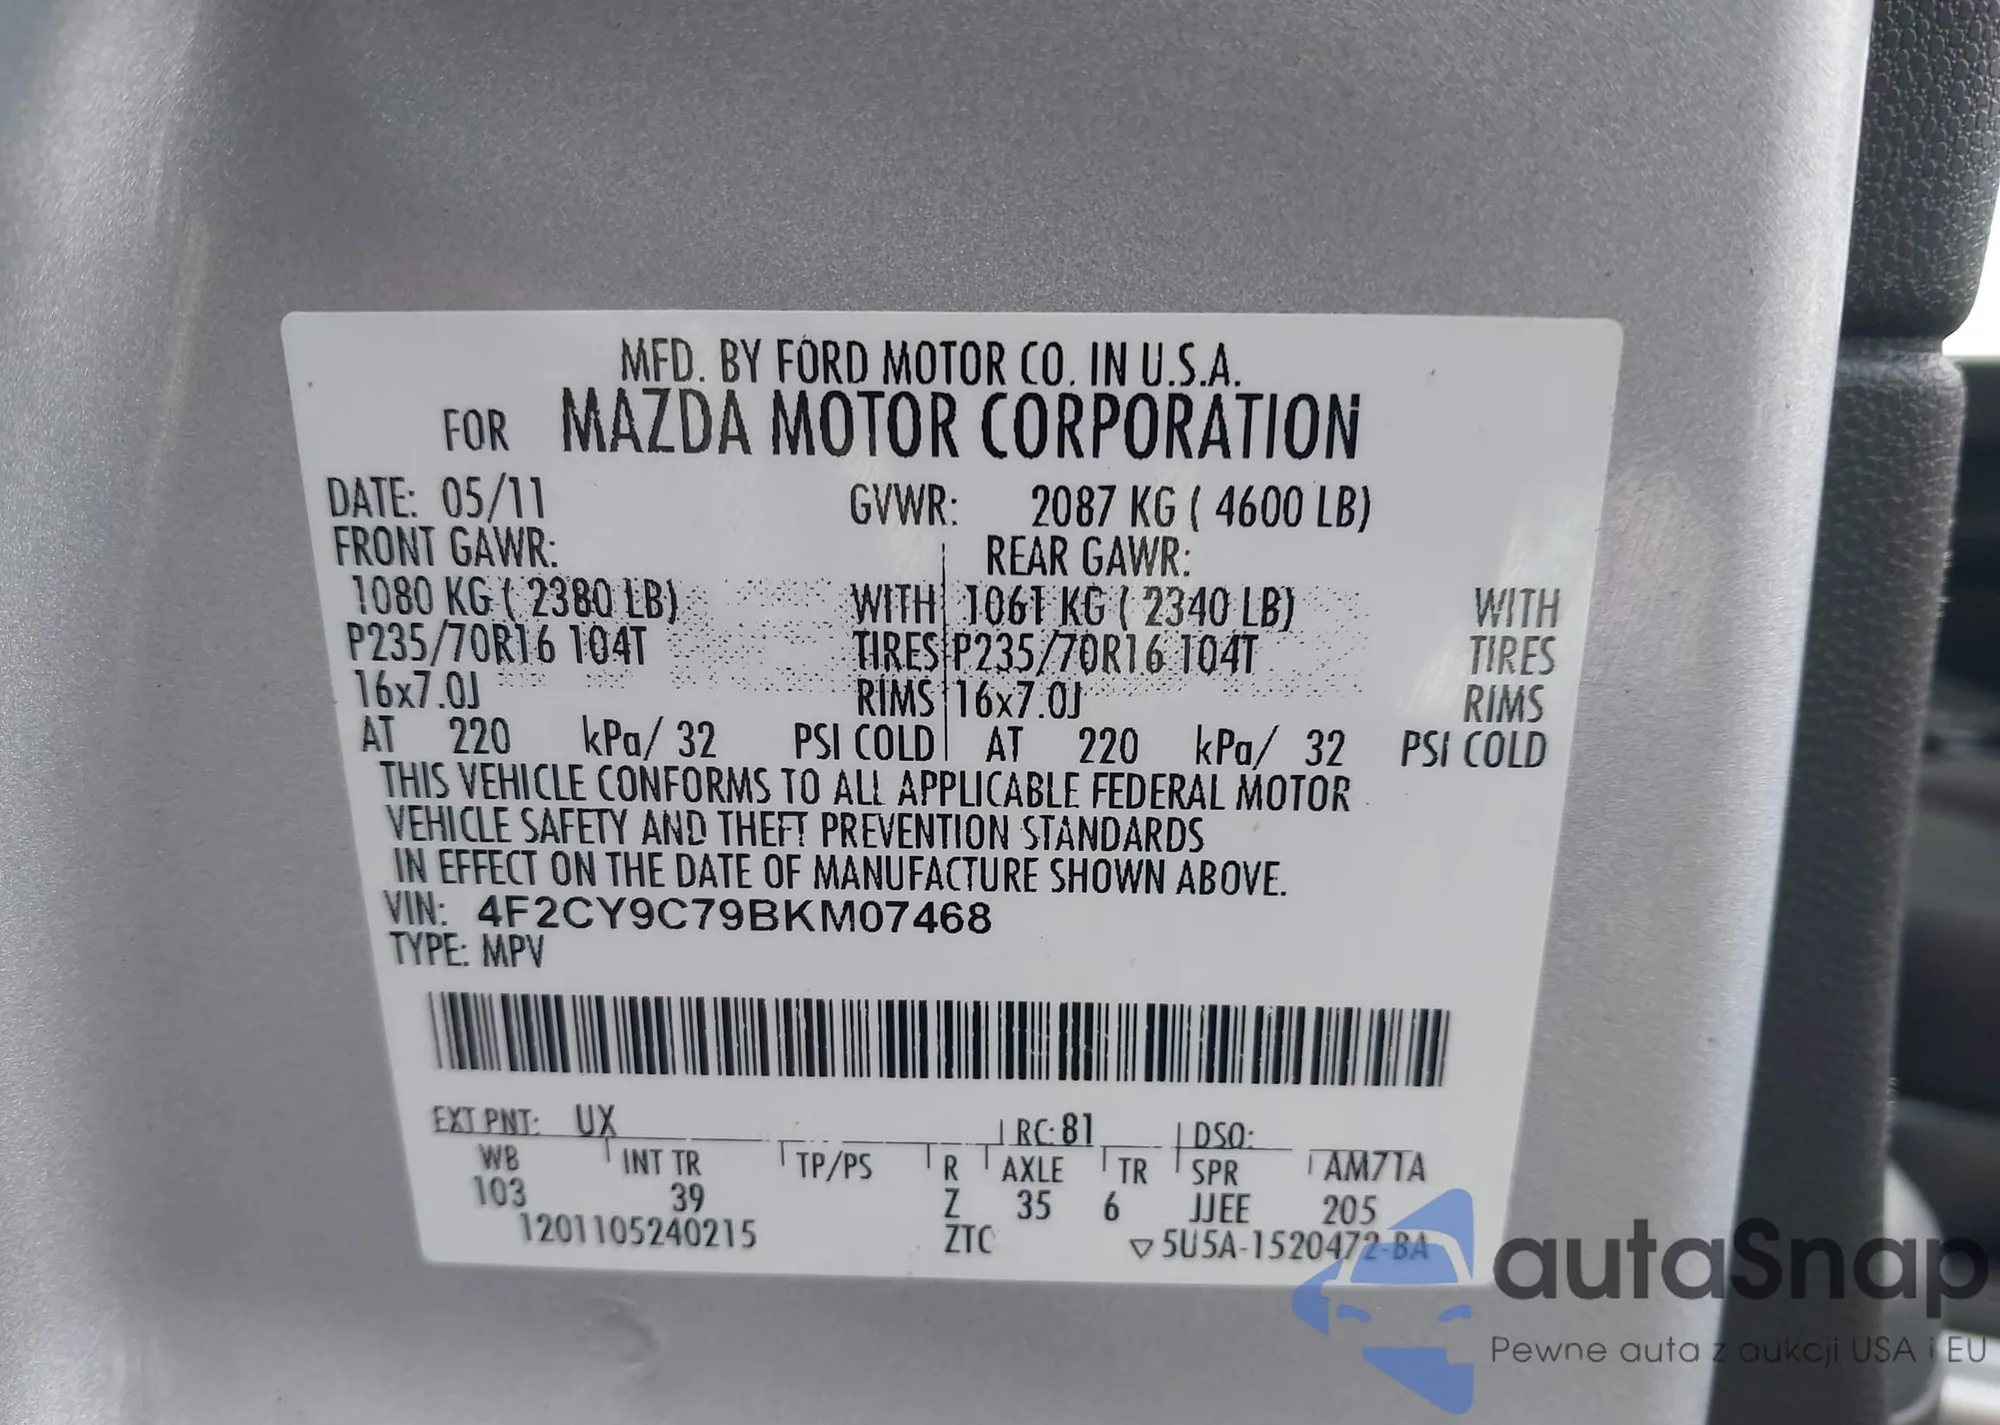 MFD. BY FORD MOTOR CO. IN U.S.A.
FOR MAZDA MOTOR CORPORATION
DATE: 05/11 GVWR: 2087 KG ( 4600 LB)
FRONT GAWR: REAR GAWR:
1080 KG ( 2380 LB) WITH 1061 KG ( 2340 LB) WITH
P235/70R16 104T TIRES P235/70R16 104T TIRES
16x7.0J RIMS 16x7.0J RIMS
AT 220 kPa/ 32 PSI COLD AT 220 kPa/ 32 PSI COLD
THIS VEHICLE CONFORMS TO ALL APPLICABLE FEDERAL MOTOR
VEHICLE SAFETY AND THEFT PREVENTION STANDARDS
IN EFFECT ON THE DATE OF MANUFACTURE SHOWN ABOVE.
VIN: 4F2CY9C79BKM07468
TYPE: MPV
EXT PNT: UX RC: 81 DSO:
WB INT TR TP/PS R AXLE TR SPR AM7TA
103 39 Z 35 6 JJEE 205
1201105240215 ZTC ▽ 5U5A-1520472-BA
autaSnap
Pewne auta z aukcji USA i EU